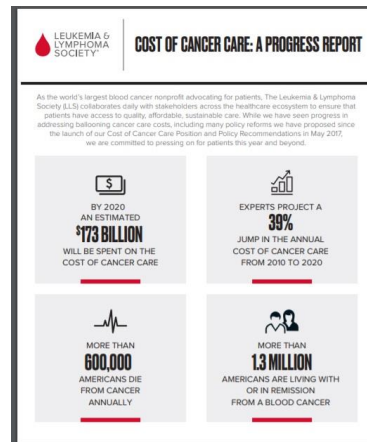 LEUKEMIA &
LYMPHOMA
SOCIETY®
COST OF CANCER CARE: A PROGRESS REPORT
As the world's largest blood cancer nonprofit advocating for patients, The Leukemia & Lymphoma
Society (LLS) collaborates daily with stakeholders across the healthcare ecosystem to ensure that
patients have access to quality, affordable, sustainable care. While we have seen progress in
addressing ballooning cancer care costs, including many policy reforms we have proposed since
the launch of our Cost of Cancer Care Position and Policy Recommendations in May 2017,
we are committed to pressing on for patients this year and beyond.
$
BY 2020
AN ESTIMATED
$173 BILLION
WILL BE SPENT ON THE
COST OF CANCER CARE
EXPERTS PROJECT A
39%
JUMP IN THE ANNUAL
COST OF CANCER CARE
FROM 2010 TO 2020
MORE THAN
600,000
AMERICANS DIE
FROM CANCER
ANNUALLY
MORE THAN
1.3 MILLION
AMERICANS ARE LIVING WITH
OR IN REMISSION
FROM A BLOOD CANCER